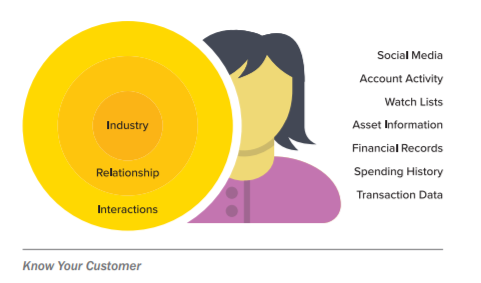 Industry
Relationship
Interactions
Social Media
Account Activity
Watch Lists
Asset Information
Financial Records
Spending History
Transaction Data
Know Your Customer